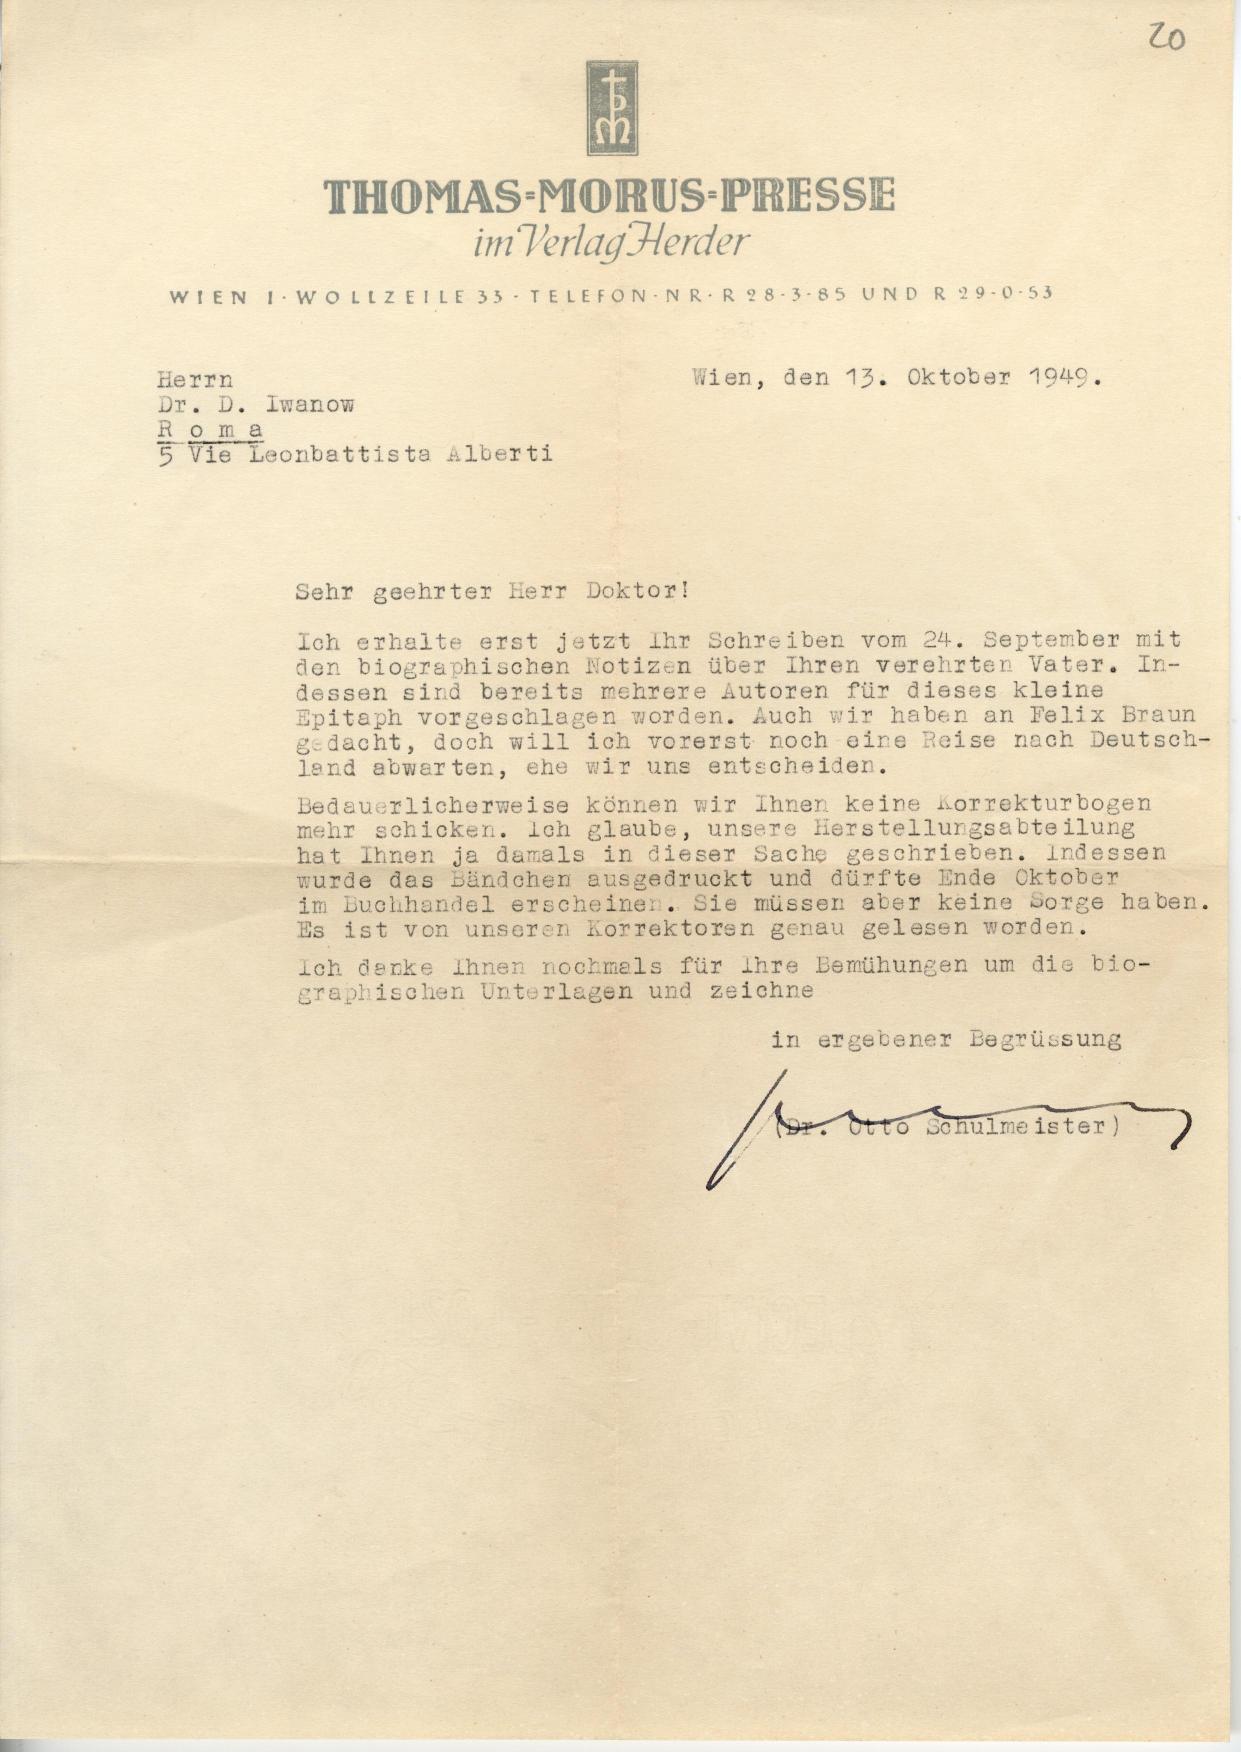 20
THOMAS=MORUS=PRESSE
im Verlag Herder
WIEN I · WOLLZEILE 33 · TELEFON · NR · R 28-3-85 UND R 29-0-53
Herrn
Wien, den 13. Oktober 1949.
Dr. D. Iwanow
R o m a
5 Vie Leonbattista Alberti
Sehr geehrter Herr Doktor!
Ich erhalte erst jetzt Ihr Schreiben vom 24. September mit
den biographischen Notizen über Ihren verehrten Vater. In-
dessen sind bereits mehrere Autoren für dieses kleine
Epitaph vorgeschlagen worden. Auch wir haben an Felix Braun
gedacht, doch will ich vorerst noch eine Reise nach Deutsch-
land abwarten, ehe wir uns entscheiden.
Bedauerlicherweise können wir Ihnen keine Korrekturbogen
mehr schicken. Ich glaube, unsere Herstellungsabteilung
hat Ihnen ja damals in dieser Sache geschrieben. Indessen
wurde das Bändchen ausgedruckt und dürfte Ende Oktober
im Buchhandel erscheinen. Sie müssen aber keine Sorge haben.
Es ist von unseren Korrektoren genau gelesen worden.
Ich danke Ihnen nochmals für Ihre Bemühungen um die bio-
graphischen Unterlagen und zeichne
in ergebener Begrüssung
(Dr. Otto Schulmeister)